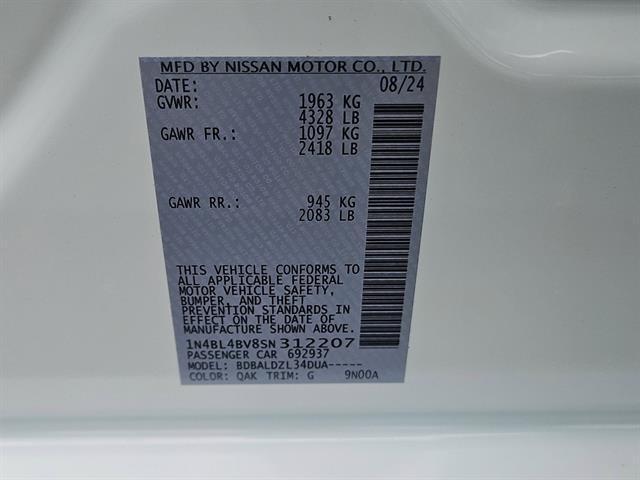 MFD BY NISSAN MOTOR CO., LTD.
DATE: 08/24
GVWR: 1963 KG
4328 LB
GAWR FR.: 1097 KG
2418 LB
GAWR RR.: 945 KG
2083 LB
THIS VEHICLE CONFORMS TO
ALL APPLICABLE FEDERAL
MOTOR VEHICLE SAFETY,
BUMPER, AND THEFT
PREVENTION STANDARDS IN
EFFECT ON THE DATE OF
MANUFACTURE SHOWN ABOVE.
1N4BL4BV8SN312207
PASSENGER CAR 692937
MODEL: BDBALDZL34DUA-----
COLOR: QAK TRIM: G 9N00A